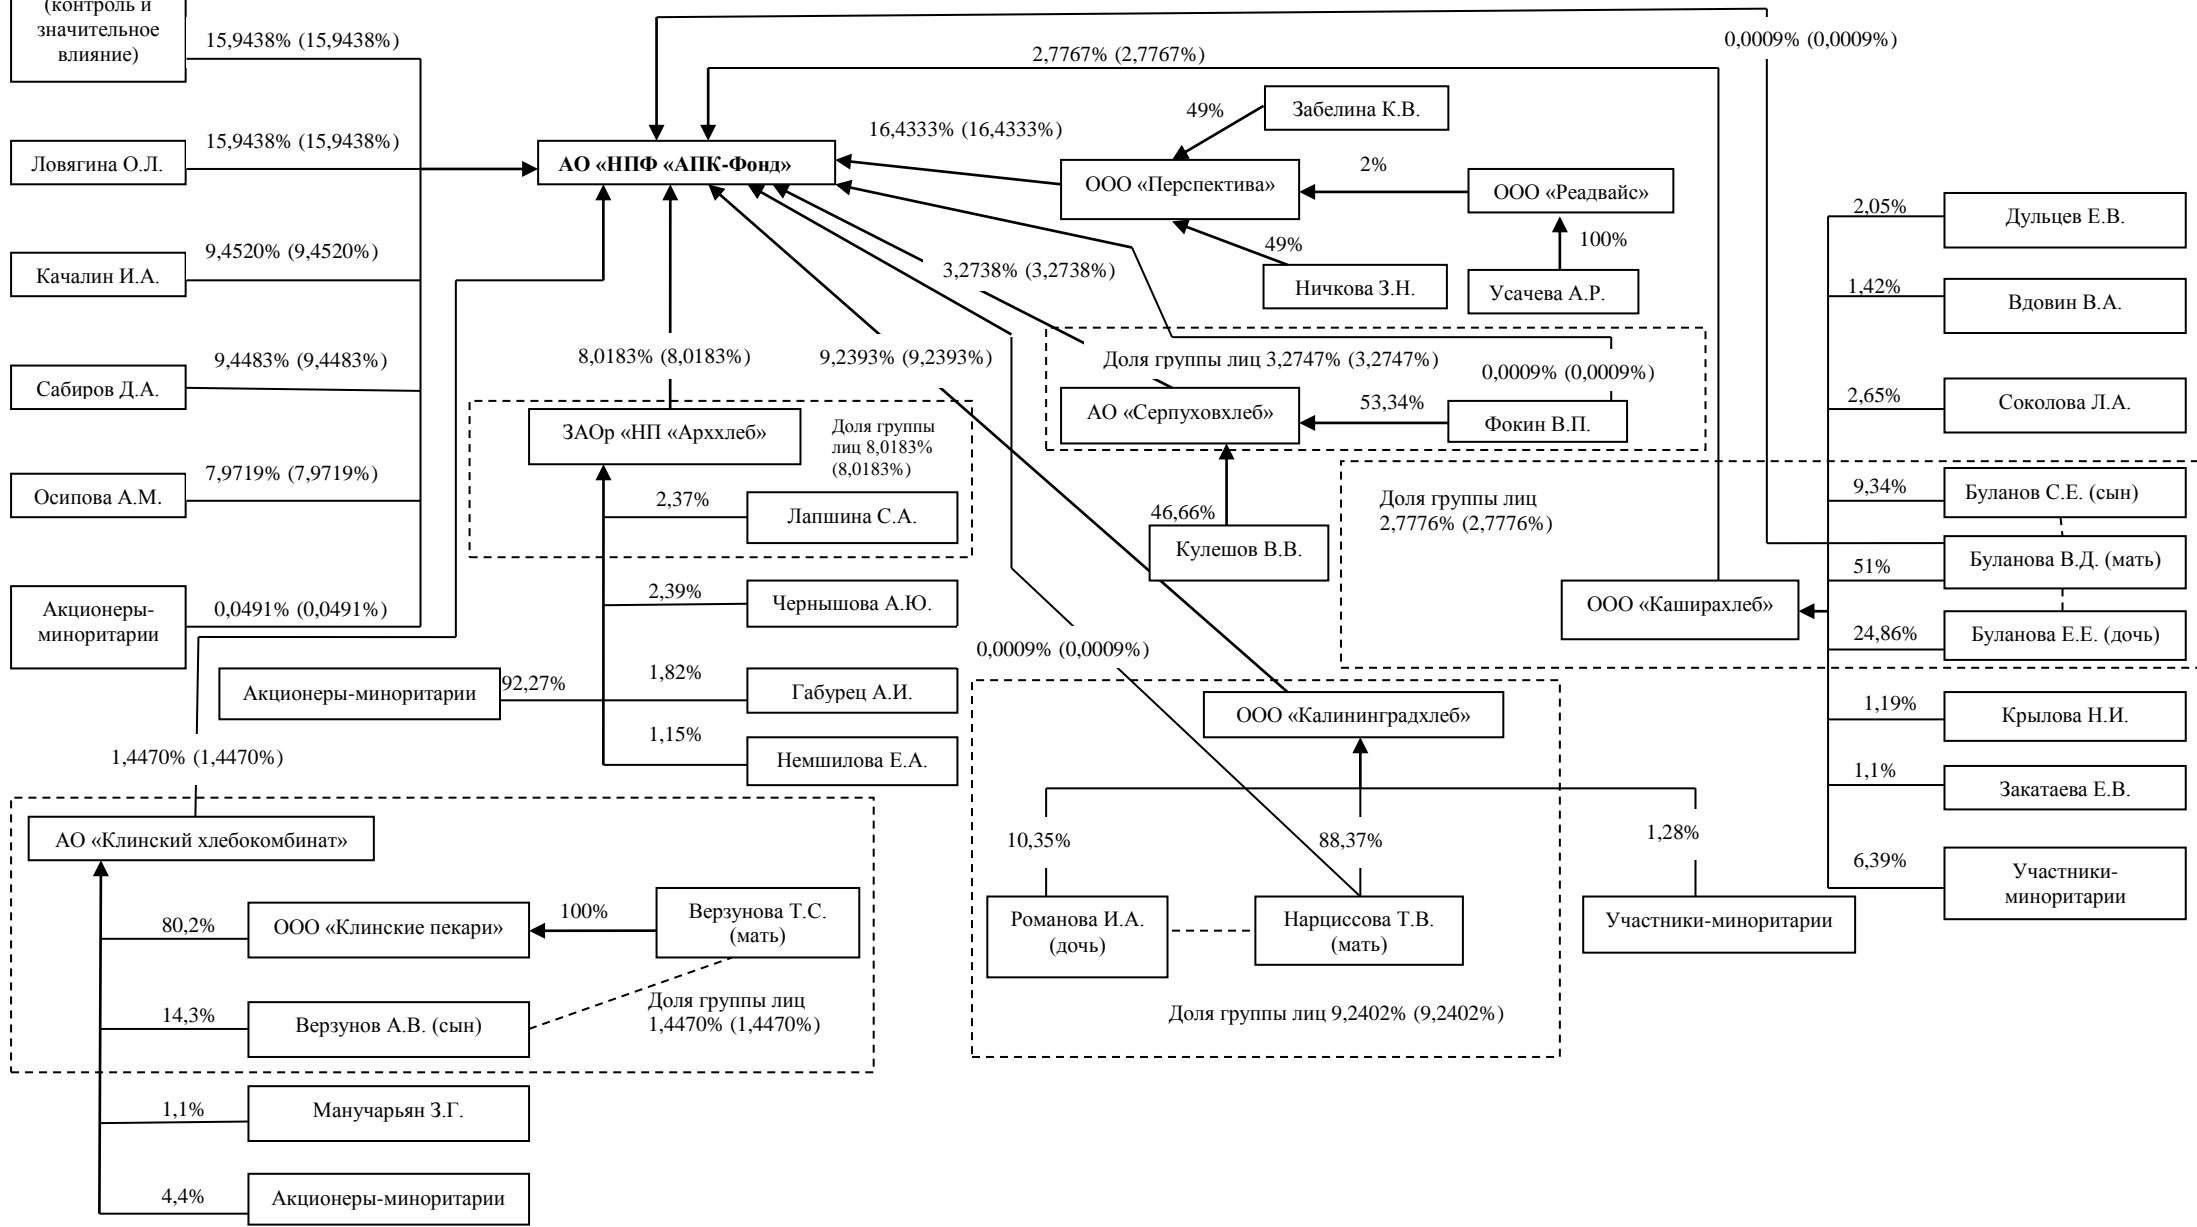 (контроль и
значительное
влияние)
15,9438% (15,9438%)
0,0009% (0,0009%)
2,7767% (2,7767%)
Ловягина О.Л.
15,9438% (15,9438%)
АО «НПФ «АПК-Фонд»
16,4333% (16,4333%)
49%
Забелина К.В.
ООО «Перспектива»
2%
ООО «Реадвайс»
49%
Ничкова З.Н.
100%
Усачева А.Р.
Качалин И.А.
9,4520% (9,4520%)
3,2738% (3,2738%)
Сабиров Д.А.
9,4483% (9,4483%)
8,0183% (8,0183%)
9,2393% (9,2393%)
Доля группы лиц 3,2747% (3,2747%)
0,0009% (0,0009%)
АО «Серпуховхлеб»
53,34%
Фокин В.П.
46,66%
Кулешов В.В.
ЗАОр «НП «Архxлеб»
Доля группы
лиц 8,0183%
(8,0183%)
2,37%
Лапшина С.А.
2,39%
Чернышова А.Ю.
1,82%
Габурец А.И.
1,15%
Немшилова Е.А.
92,27%
Акционеры-миноритарии
Осипова А.М.
7,9719% (7,9719%)
Акционеры-
миноритарии
0,0491% (0,0491%)
2,05%
Дульцев Е.В.
1,42%
Вдовин В.А.
2,65%
Соколова Л.А.
Доля группы лиц
2,7776% (2,7776%)
9,34%
Буланов С.Е. (сын)
51%
Буланова В.Д. (мать)
24,86%
Буланова Е.Е. (дочь)
ООО «Каширахлеб»
1,19%
Крылова Н.И.
1,1%
Закатаева Е.В.
6,39%
Участники-
миноритарии
0,0009% (0,0009%)
ООО «Калининградхлеб»
10,35%
88,37%
1,28%
Романова И.А.
(дочь)
Нарциссова Т.В.
(мать)
Участники-миноритарии
Доля группы лиц 9,2402% (9,2402%)
1,4470% (1,4470%)
АО «Клинский хлебокомбинат»
80,2%
ООО «Клинские пекари»
100%
Верзунова Т.С.
(мать)
14,3%
Верзунов А.В. (сын)
Доля группы лиц
1,4470% (1,4470%)
1,1%
Манучарьян З.Г.
4,4%
Акционеры-миноритарии